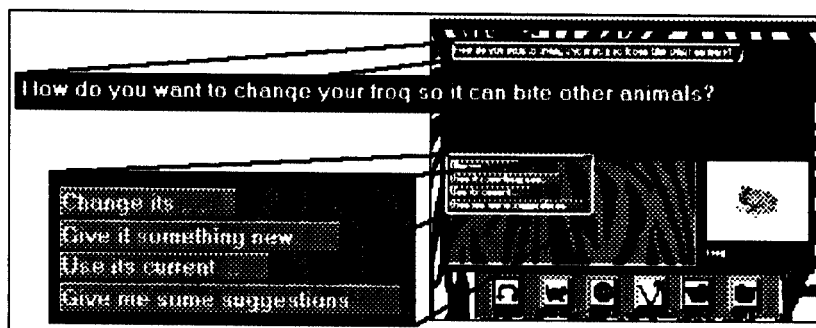 How do you want to change your frog so it can bite other animals?
Change its
Give it something new
Use its current
Give me some suggestions